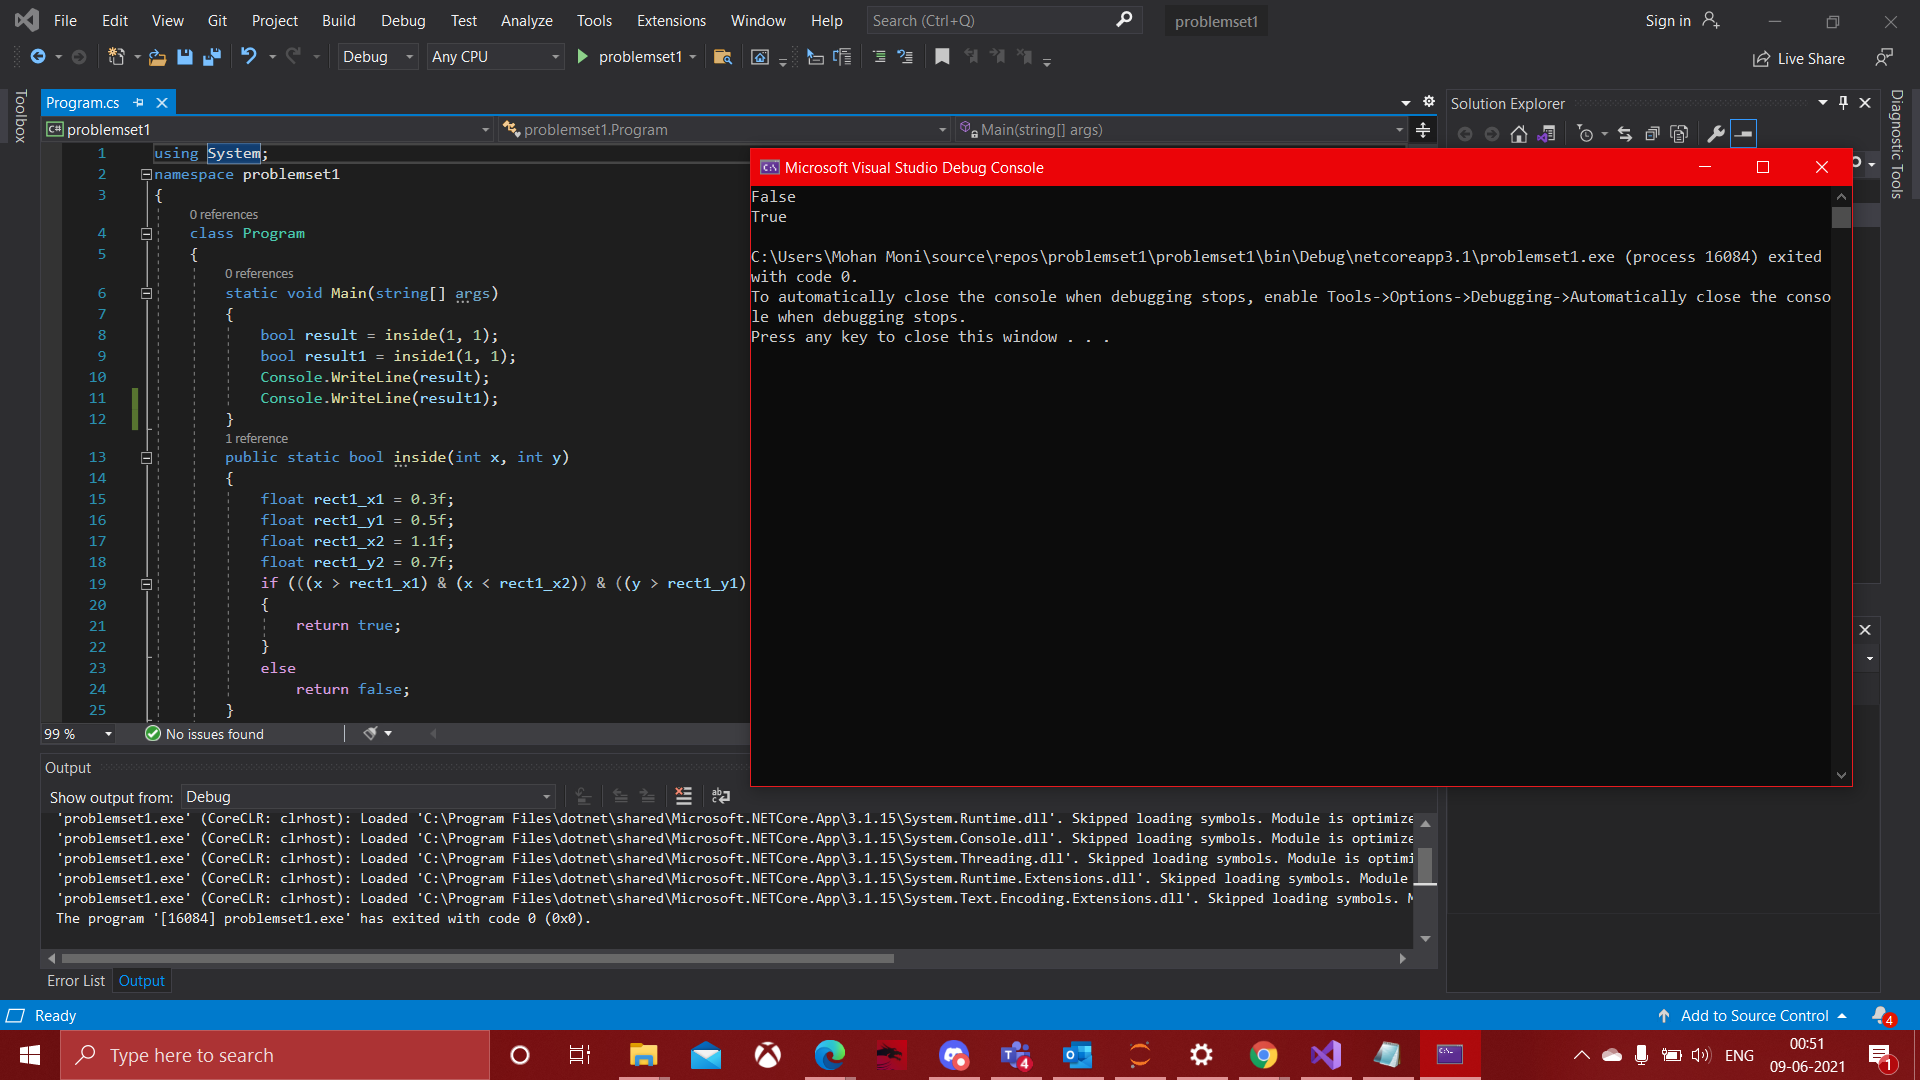 File Edit View Git Project Build Debug Test Analyze Tools Extensions Window Help Search (Ctrl+Q) problemset1 Sign in
Debug Any CPU problemset1 Live Share
Toolbox
Program.cs
problemset1 problemset1.Program Main(string[] args)
1 using System;
2 namespace problemset1
3 {
0 references
4 class Program
5 {
0 references
6 static void Main(string[] args)
7 {
8 bool result = inside(1, 1);
9 bool result1 = inside1(1, 1);
10 Console.WriteLine(result);
11 Console.WriteLine(result1);
12 }
1 reference
13 public static bool inside(int x, int y)
14 {
15 float rect1_x1 = 0.3f;
16 float rect1_y1 = 0.5f;
17 float rect1_x2 = 1.1f;
18 float rect1_y2 = 0.7f;
19 if (((x > rect1_x1) & (x < rect1_x2)) & ((y > rect1_y1)
20 {
21 return true;
22 }
23 else
24 return false;
25 }
99 % No issues found
Microsoft Visual Studio Debug Console
False
True
C:\Users\Mohan Moni\source\repos\problemset1\problemset1\bin\Debug\netcoreapp3.1\problemset1.exe (process 16084) exited
with code 0.
To automatically close the console when debugging stops, enable Tools->Options->Debugging->Automatically close the conso
le when debugging stops.
Press any key to close this window . . .
Solution Explorer
Diagnostic Tools
Output
Show output from: Debug
'problemset1.exe' (CoreCLR: clrhost): Loaded 'C:\Program Files\dotnet\shared\Microsoft.NETCore.App\3.1.15\System.Runtime.dll'. Skipped loading symbols. Module is optimize
'problemset1.exe' (CoreCLR: clrhost): Loaded 'C:\Program Files\dotnet\shared\Microsoft.NETCore.App\3.1.15\System.Console.dll'. Skipped loading symbols. Module is optimize
'problemset1.exe' (CoreCLR: clrhost): Loaded 'C:\Program Files\dotnet\shared\Microsoft.NETCore.App\3.1.15\System.Threading.dll'. Skipped loading symbols. Module is optimi
'problemset1.exe' (CoreCLR: clrhost): Loaded 'C:\Program Files\dotnet\shared\Microsoft.NETCore.App\3.1.15\System.Runtime.Extensions.dll'. Skipped loading symbols. Module
'problemset1.exe' (CoreCLR: clrhost): Loaded 'C:\Program Files\dotnet\shared\Microsoft.NETCore.App\3.1.15\System.Text.Encoding.Extensions.dll'. Skipped loading symbols. M
The program '[16084] problemset1.exe' has exited with code 0 (0x0).
Error List Output
Ready Add to Source Control 4
Type here to search 4 ENG 00:51
09-06-2021 1